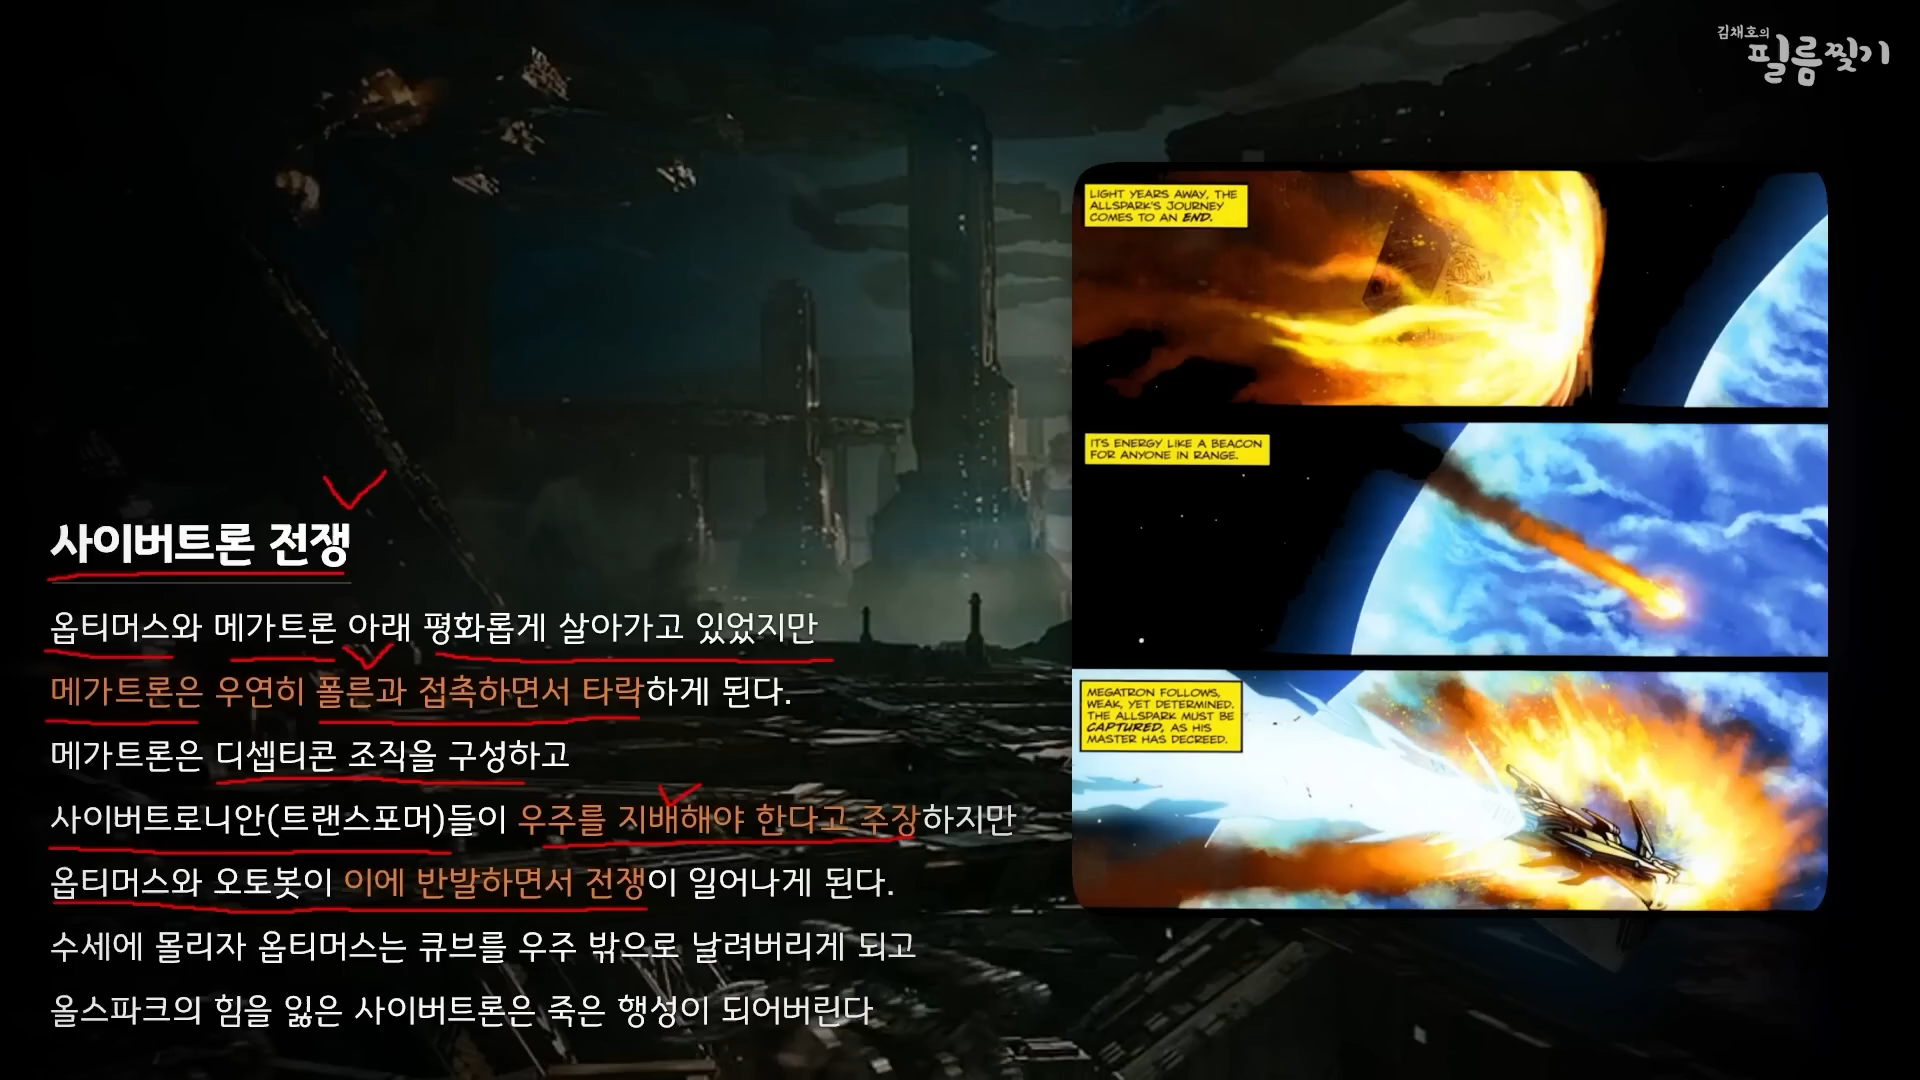 김채호의
필름찢기
LIGHT YEARS AWAY, THE
ALLSPARK'S JOURNEY
COMES TO AN END.
ITS ENERGY LIKE A BEACON
FOR ANYONE IN RANGE.
MEGATRON FOLLOWS,
WEAK, YET DETERMINED.
THE ALLSPARK MUST BE
CAPTURED, AS HIS
MASTER HAS DECREED.
사이버트론 전쟁
옵티머스와 메가트론 아래 평화롭게 살아가고 있었지만
메가트론은 우연히 폴른과 접촉하면서 타락하게 된다.
메가트론은 디셉티콘 조직을 구성하고
사이버트로니안(트랜스포머)들이 우주를 지배해야 한다고 주장하지만
옵티머스와 오토봇이 이에 반발하면서 전쟁이 일어나게 된다.
수세에 몰리자 옵티머스는 큐브를 우주 밖으로 날려버리게 되고
올스파크의 힘을 잃은 사이버트론은 죽은 행성이 되어버린다